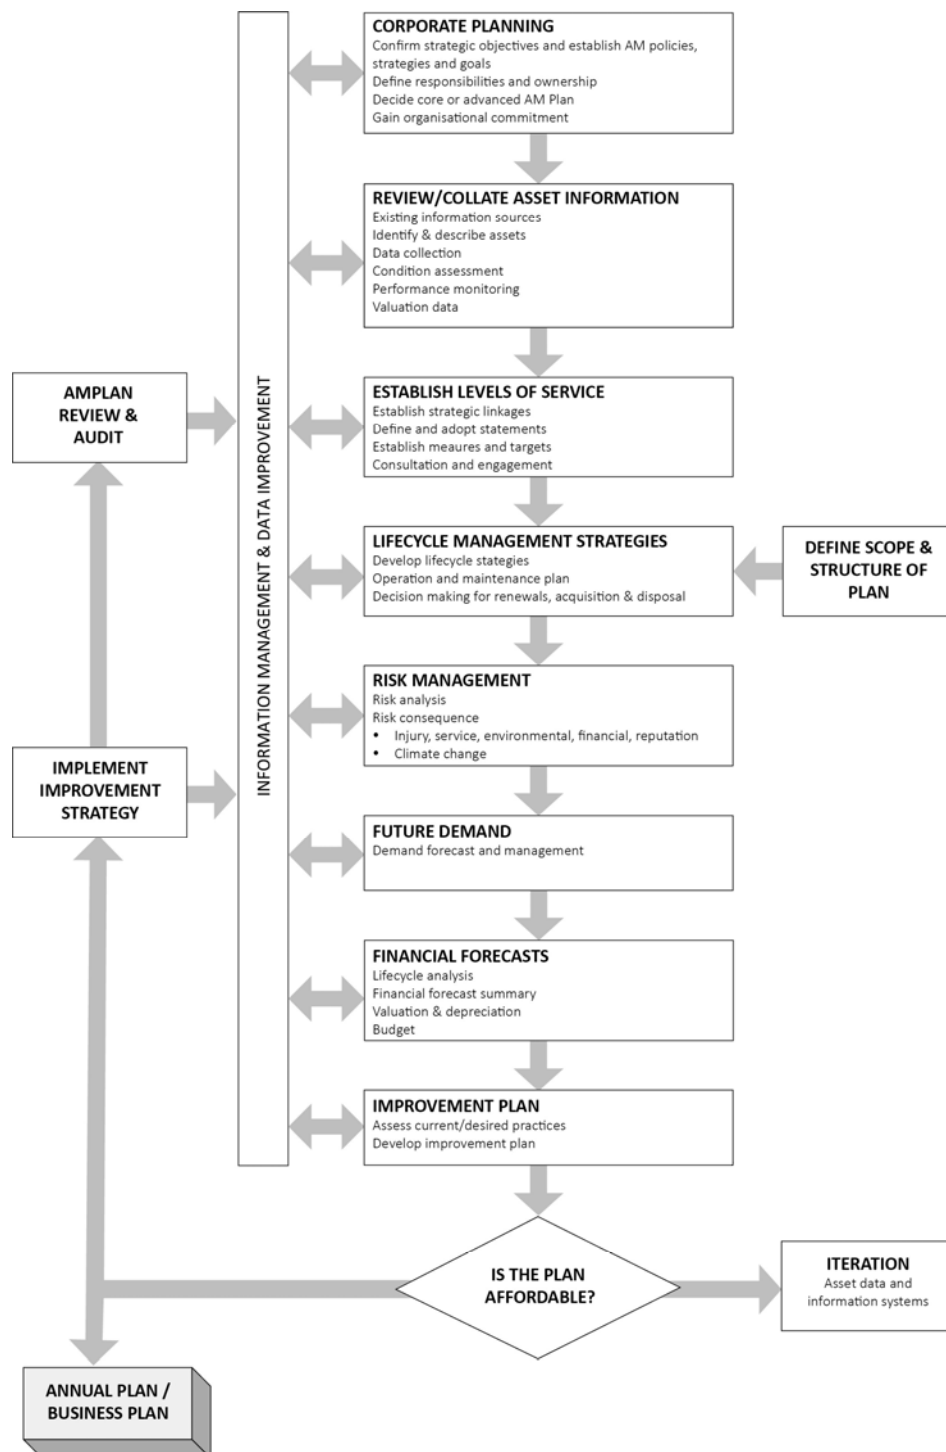 CORPORATE PLANNING
Confirm strategic objectives and establish AM policies,
strategies and goals
Define responsibilities and ownership
Decide core or advanced AM Plan
Gain organisational commitment
REVIEW/COLLATE ASSET INFORMATION
Existing information sources
Identify & describe assets
Data collection
Condition assessment
Performance monitoring
Valuation data
INFORMATION MANAGEMENT & DATA IMPROVEMENT
AMPLAN
REVIEW &
AUDIT
ESTABLISH LEVELS OF SERVICE
Establish strategic linkages
Define and adopt statements
Establish meaures and targets
Consultation and engagement
LIFECYCLE MANAGEMENT STRATEGIES
Develop lifecycle stategies
Operation and maintenance plan
Decision making for renewals, acquisition & disposal
DEFINE SCOPE &
STRUCTURE OF
PLAN
RISK MANAGEMENT
Risk analysis
Risk consequence
• Injury, service, environmental, financial, reputation
• Climate change
IMPLEMENT
IMPROVEMENT
STRATEGY
FUTURE DEMAND
Demand forecast and management
FINANCIAL FORECASTS
Lifecycle analysis
Financial forecast summary
Valuation & depreciation
Budget
IMPROVEMENT PLAN
Assess current/desired practices
Develop improvement plan
IS THE PLAN
AFFORDABLE?
ITERATION
Asset data and
information systems
ANNUAL PLAN /
BUSINESS PLAN